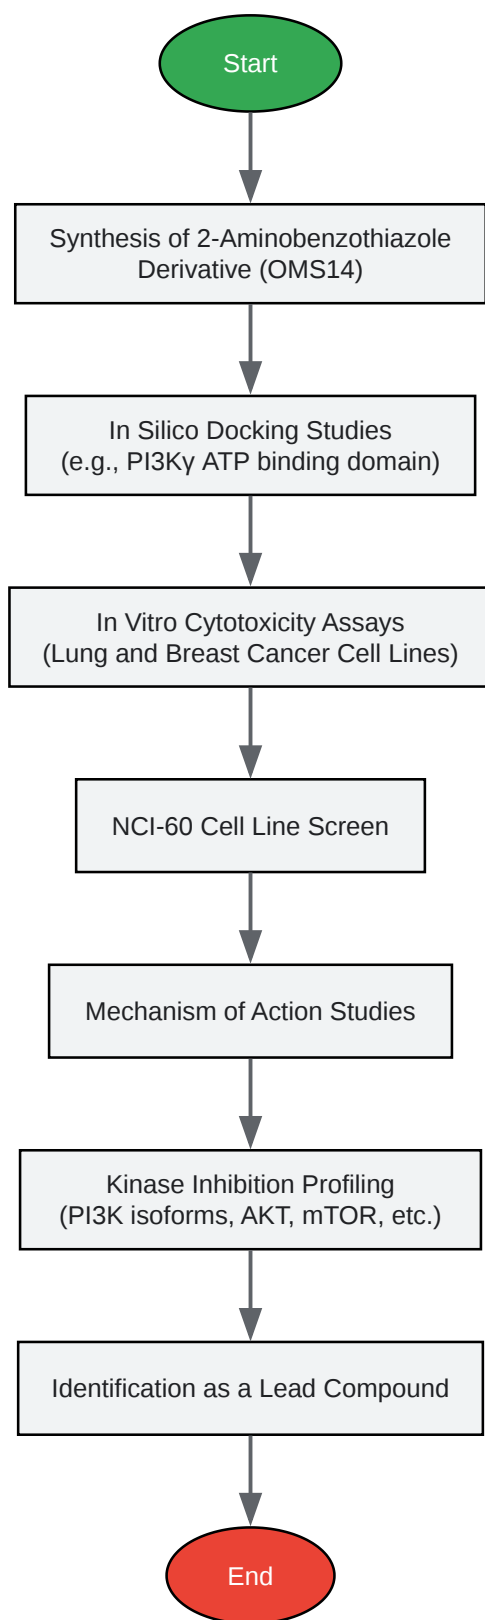 Start
Synthesis of 2-Aminobenzothiazole
Derivative (OMS14)
In Silico Docking Studies
(e.g., PI3Kγ ATP binding domain)
In Vitro Cytotoxicity Assays
(Lung and Breast Cancer Cell Lines)
NCI-60 Cell Line Screen
Mechanism of Action Studies
Kinase Inhibition Profiling
(PI3K isoforms, AKT, mTOR, etc.)
Identification as a Lead Compound
End